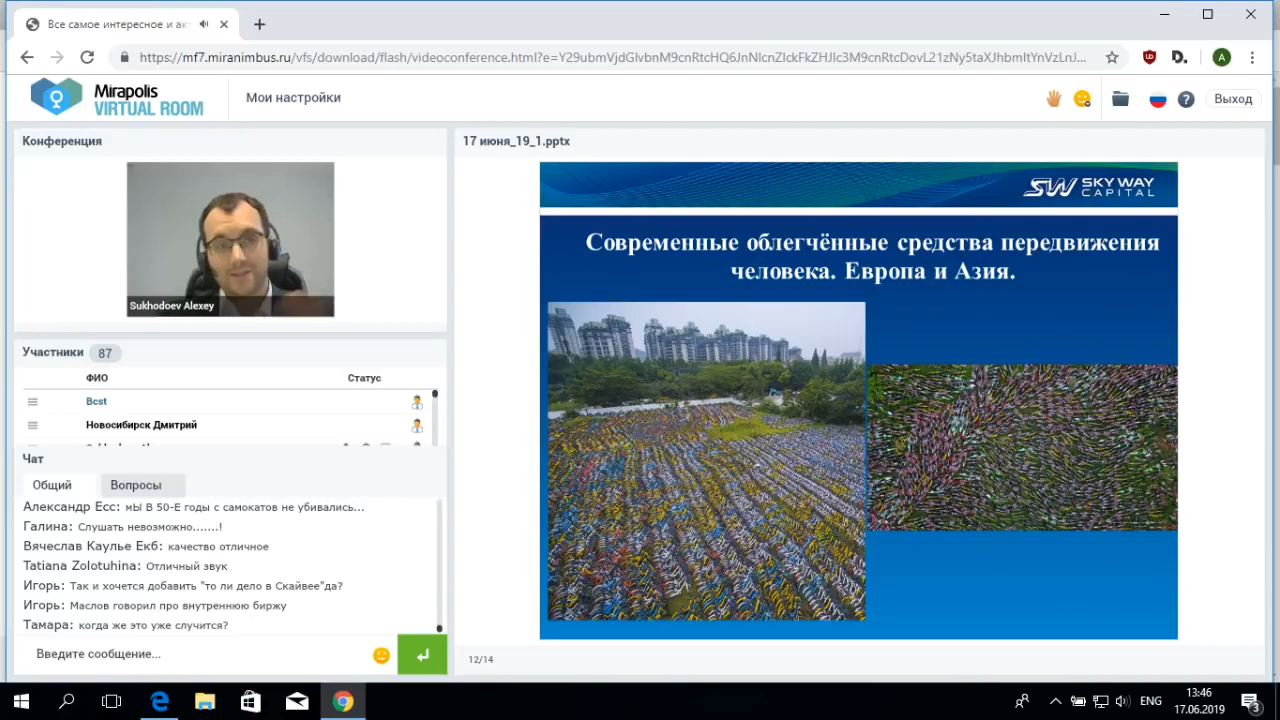 Все самое интересное и ак
https://mf7.miranimbus.ru/vfs/download/flash/videoconference.html?e=Y29ubmVjdGlvbnM9cnRtcHQ6JnNlcnZlckFkZHJlc3M9cnRtcDovL21zNy5taXJhbmltYnVzLnJ...
A
Mirapolis
VIRTUAL ROOM
Мои настройки
Выход
Конференция
17 июня_19_1.pptx
Sukhodoev Alexey
SW SKY WAY
CAPITAL
Современные облегчённые средства передвижения
человека. Европа и Азия.
Участники 87
ФИО Статус
Bcst
Новосибирск Дмитрий
Чат
Общий Вопросы
Александр Есс: мЫ В 50-Е годы с самокатов не убивались...
Галина: Слушать невозможно.......!
Вячеслав Каулье Екб: качество отличное
Tatiana Zolotuhina: Отличный звук
Игорь: Так и хочется добавить "то ли дело в Скайвее"да?
Игорь: Маслов говорил про внутреннюю биржу
Тамара: когда же это уже случится?
Введите сообщение...
12/14
ENG
13:46
17.06.2019
3